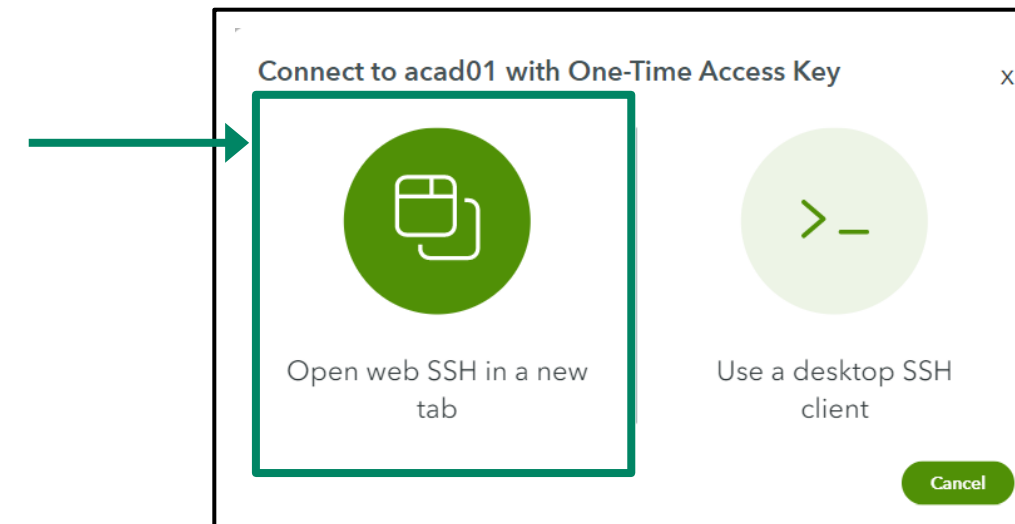 Connect to acad01 with One-Time Access Key
X
Open web SSH in a new
tab
Use a desktop SSH
client
Cancel